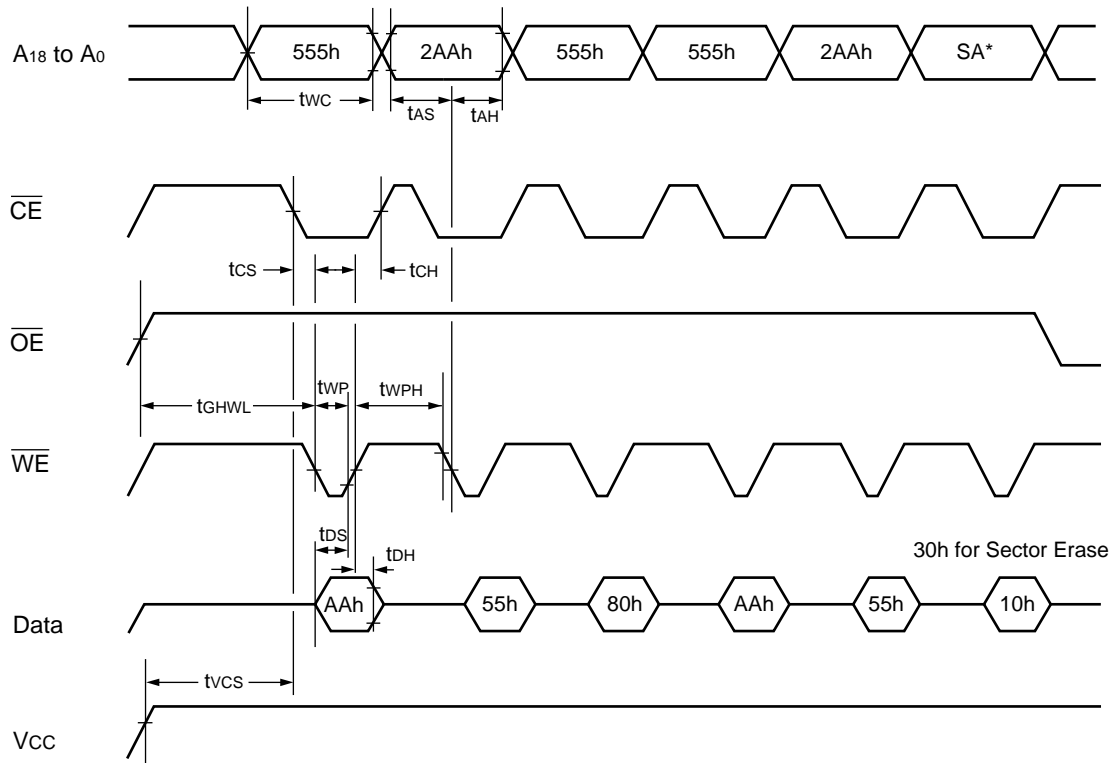 A18 to A0 555h 2AAh 555h 555h 2AAh SA*
tWC tAS tAH
CE
tCS tCH
OE
tGHWL tWP tWPH
WE
tDS tDH
30h for Sector Erase
Data AAh 55h 80h AAh 55h 10h
tVCS
VCC